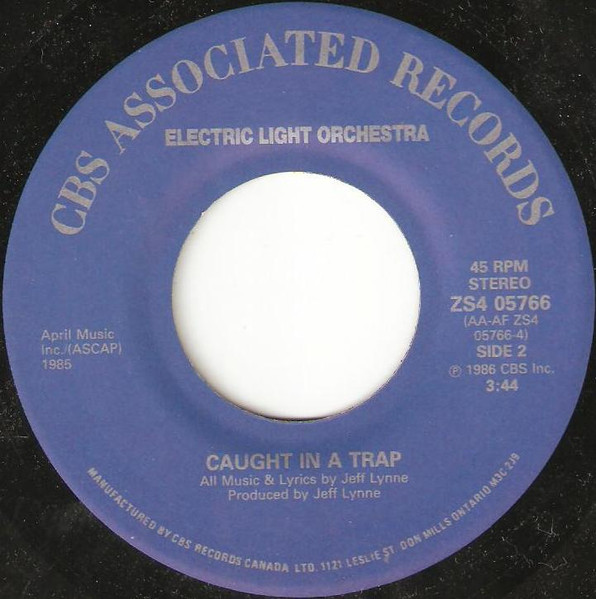 CBS ASSOCIATED RECORDS
ELECTRIC LIGHT ORCHESTRA
45 RPM
STEREO
ZS4 05766
(AA-AF ZS4
05766-4)
SIDE 2
℗ 1986 CBS Inc.
3:44
April Music
Inc./(ASCAP)
1985
CAUGHT IN A TRAP
All Music & Lyrics by Jeff Lynne
Produced by Jeff Lynne
MANUFACTURED BY CBS RECORDS CANADA LTD. 1121 LESLIE ST DON MILLS ONTARIO M3C 2J9